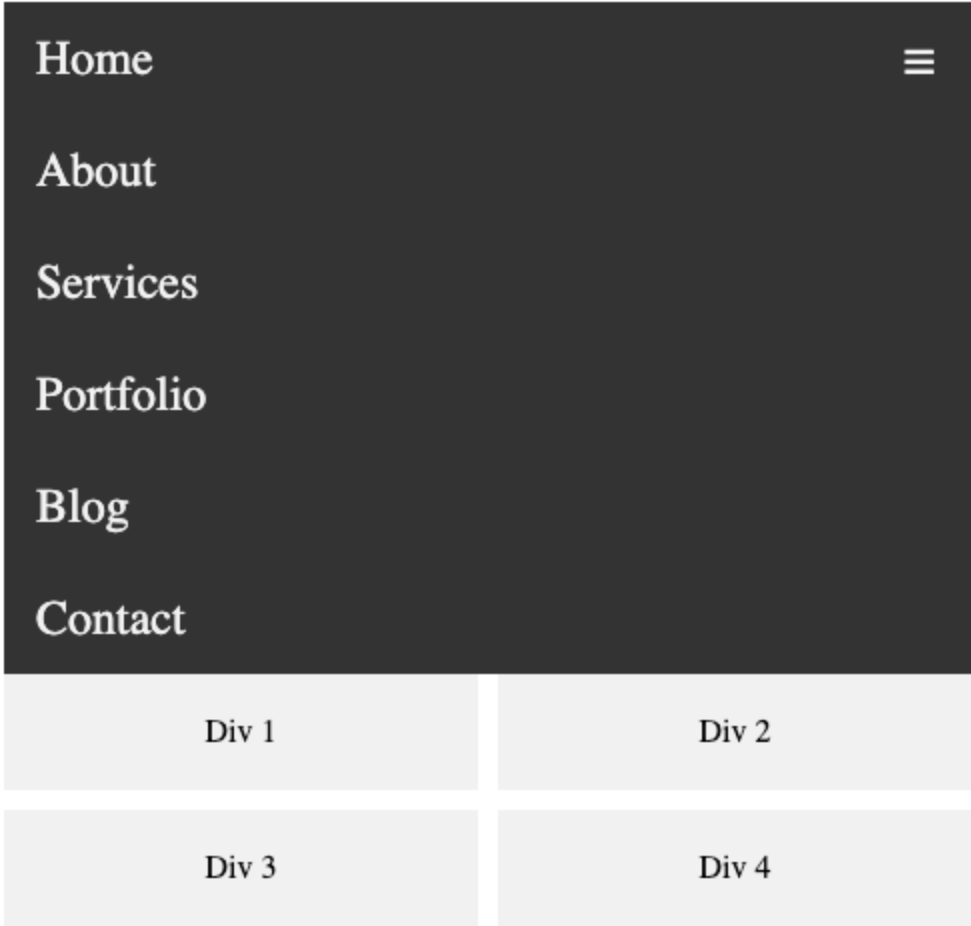 Home
About
Services
Portfolio
Blog
Contact
Div 1 Div 2
Div 3 Div 4